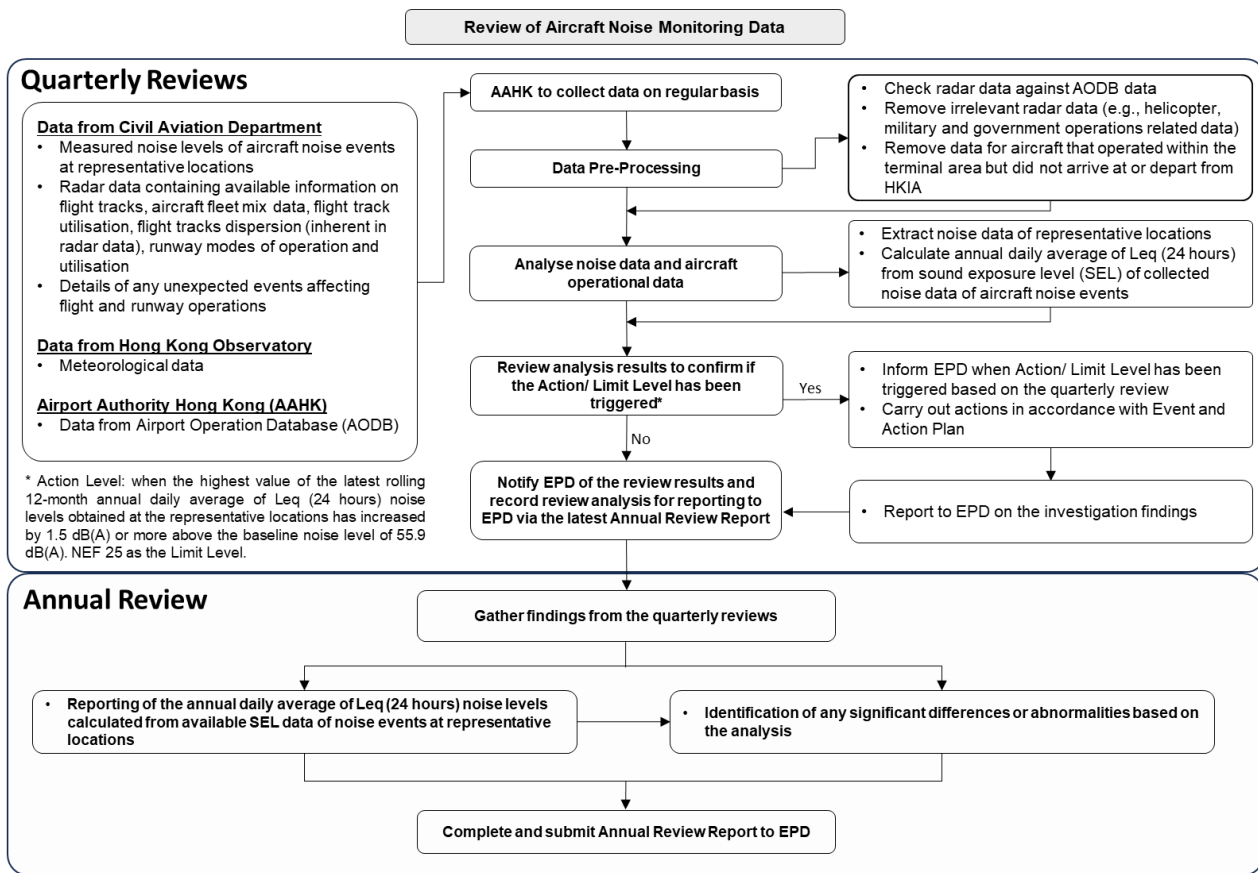 Review of Aircraft Noise Monitoring Data
Quarterly Reviews
Data from Civil Aviation Department
• Measured noise levels of aircraft noise events
at representative locations
• Radar data containing available information on
flight tracks, aircraft fleet mix data, flight track
utilisation, flight tracks dispersion (inherent in
radar data), runway modes of operation and
utilisation
• Details of any unexpected events affecting
flight and runway operations
Data from Hong Kong Observatory
• Meteorological data
Airport Authority Hong Kong (AAHK)
• Data from Airport Operation Database (AODB)
* Action Level: when the highest value of the latest rolling
12-month annual daily average of Leq (24 hours) noise
levels obtained at the representative locations has increased
by 1.5 dB(A) or more above the baseline noise level of 55.9
dB(A). NEF 25 as the Limit Level.
AAHK to collect data on regular basis
Data Pre-Processing
• Check radar data against AODB data
• Remove irrelevant radar data (e.g., helicopter,
military and government operations related data)
• Remove data for aircraft that operated within the
terminal area but did not arrive at or depart from
HKIA
Analyse noise data and aircraft
operational data
• Extract noise data of representative locations
• Calculate annual daily average of Leq (24 hours)
from sound exposure level (SEL) of collected
noise data of aircraft noise events
Review analysis results to confirm if
the Action/ Limit Level has been
triggered*
Yes
• Inform EPD when Action/ Limit Level has been
triggered based on the quarterly review
• Carry out actions in accordance with Event and
Action Plan
No
Notify EPD of the review results and
record review analysis for reporting to
EPD via the latest Annual Review Report
• Report to EPD on the investigation findings
Annual Review
Gather findings from the quarterly reviews
• Reporting of the annual daily average of Leq (24 hours) noise levels
calculated from available SEL data of noise events at representative
locations
• Identification of any significant differences or abnormalities based on
the analysis
Complete and submit Annual Review Report to EPD